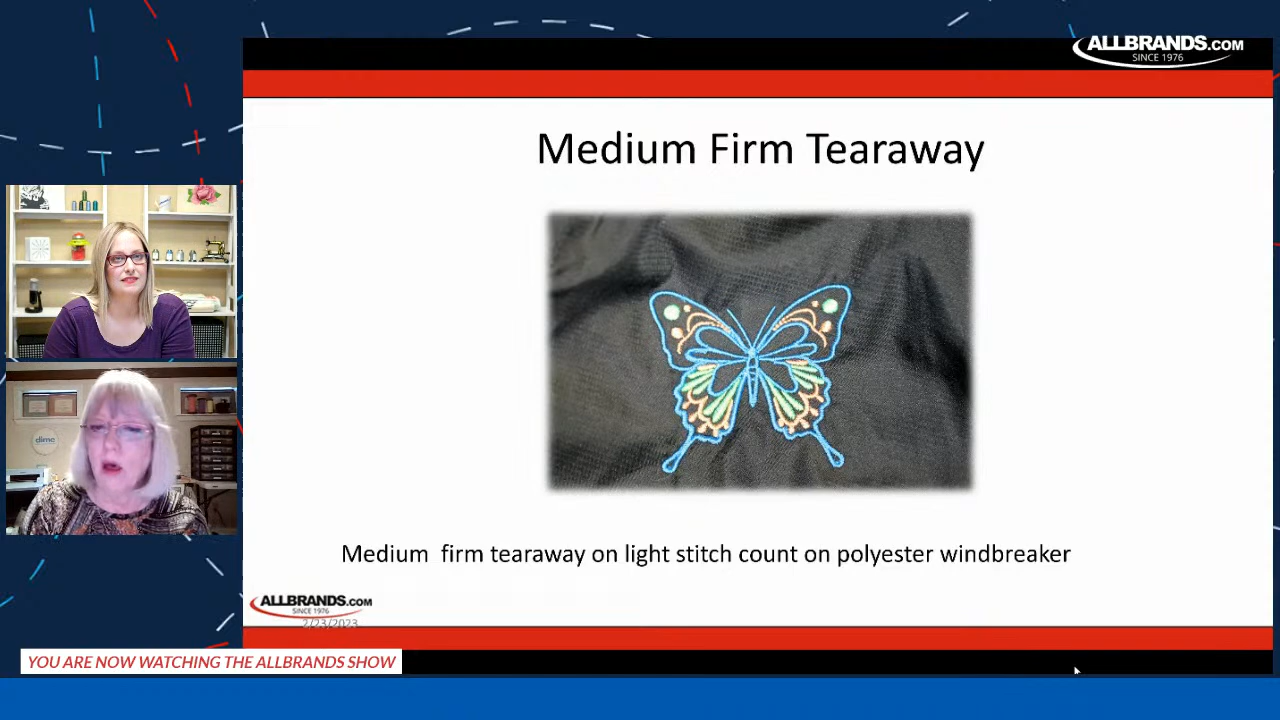 ALLBRANDS.COM
SINCE 1976
Medium Firm Tearaway
dime
Medium firm tearaway on light stitch count on polyester windbreaker
ALLBRANDS.COM
SINCE 1976
2/23/2023
YOU ARE NOW WATCHING THE ALLBRANDS SHOW